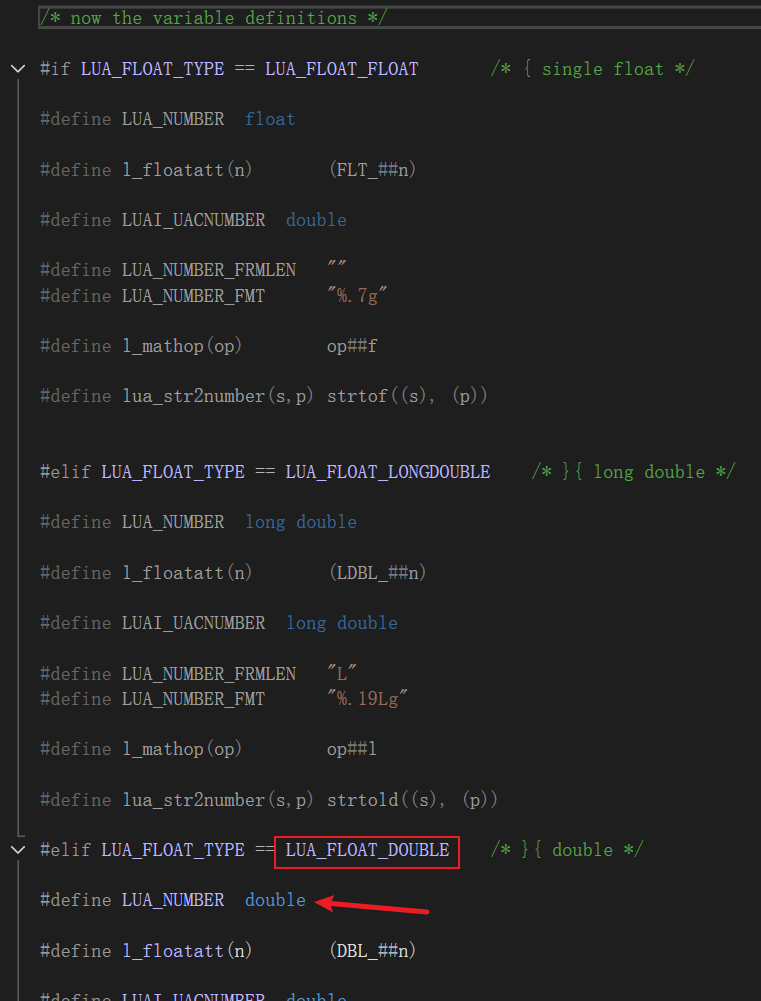 /* now the variable definitions */
#if LUA_FLOAT_TYPE == LUA_FLOAT_FLOAT /* { single float */
#define LUA_NUMBER float
#define l_floatatt(n) (FLT_##n)
#define LUAI_UACNUMBER double
#define LUA_NUMBER_FRMLEN ""
#define LUA_NUMBER_FMT "%.7g"
#define l_mathop(op) op##f
#define lua_str2number(s,p) strtof((s), (p))
#elif LUA_FLOAT_TYPE == LUA_FLOAT_LONGDOUBLE /* }{ long double */
#define LUA_NUMBER long double
#define l_floatatt(n) (LDBL_##n)
#define LUAI_UACNUMBER long double
#define LUA_NUMBER_FRMLEN "L"
#define LUA_NUMBER_FMT "%.19Lg"
#define l_mathop(op) op##l
#define lua_str2number(s,p) strtold((s), (p))
#elif LUA_FLOAT_TYPE == LUA_FLOAT_DOUBLE /* }{ double */
#define LUA_NUMBER double
#define l_floatatt(n) (DBL_##n)
#define LUAI_UACNUMBER double